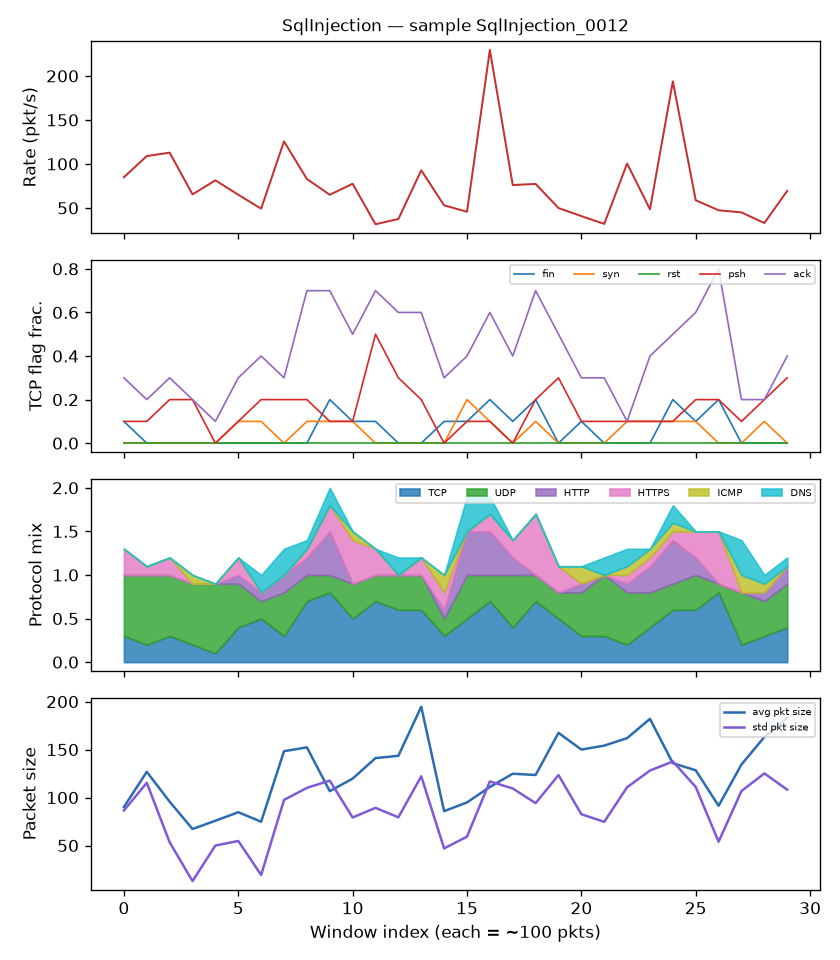 SqlInjection — sample SqlInjection_0012
Rate (pkt/s)
200
150
100
50
TCP flag frac.
0.8
0.6
0.4
0.2
0.0
fin syn rst psh ack
Protocol mix
2.0
1.5
1.0
0.5
0.0
TCP UDP HTTP HTTPS ICMP DNS
Packet size
200
150
100
50
avg pkt size
std pkt size
0 5 10 15 20 25 30
Window index (each = ~100 pkts)